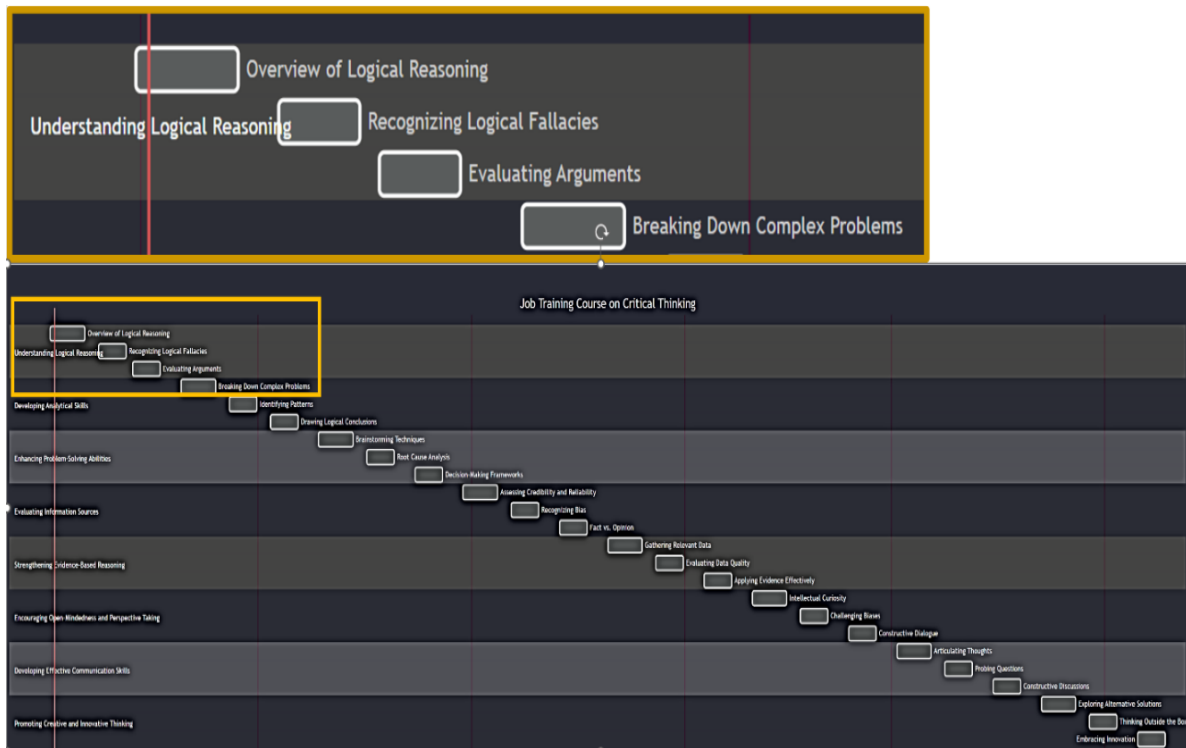 Overview of Logical Reasoning
Understanding Logical Reasoning
Recognizing Logical Fallacies
Evaluating Arguments
Breaking Down Complex Problems
Job Training Course on Critical Thinking
Overview of Logical Reasoning
Understanding Logical Reasoning
Recognizing Logical Fallacies
Evaluating Arguments
Breaking Down Complex Problems
Developing Analytical Skills
Identifying Patterns
Drawing Logical Conclusions
Brainstorming Techniques
Enhancing Problem-Solving Abilities
Root Cause Analysis
Decision-Making Frameworks
Assessing Credibility and Reliability
Evaluating Information Sources
Recognizing Bias
Fact vs. Opinion
Gathering Relevant Data
Strengthening Evidence-Based Reasoning
Evaluating Data Quality
Applying Evidence Effectively
Intellectual Curiosity
Encouraging Open-Mindedness and Perspective Taking
Challenging Biases
Constructive Dialogue
Articulating Thoughts
Developing Effective Communication Skills
Probing Questions
Constructive Discussions
Exploring Alternative Solutions
Promoting Creative and Innovative Thinking
Thinking Outside the Bo
Embracing Innovation